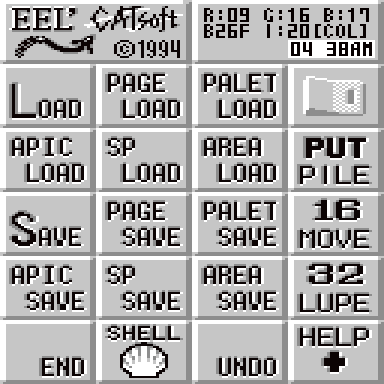 EEL' CATsoft
©1994
R:09 G:16 B:17
B26F I:20[COL]
04 38AM
LOAD
PAGE
LOAD
PALET
LOAD
APIC
LOAD
SP
LOAD
AREA
LOAD
PUT
PILE
SAVE
PAGE
SAVE
PALET
SAVE
16
MOVE
APIC
SAVE
SP
SAVE
AREA
SAVE
32
LUPE
END
SHELL
UNDO
HELP